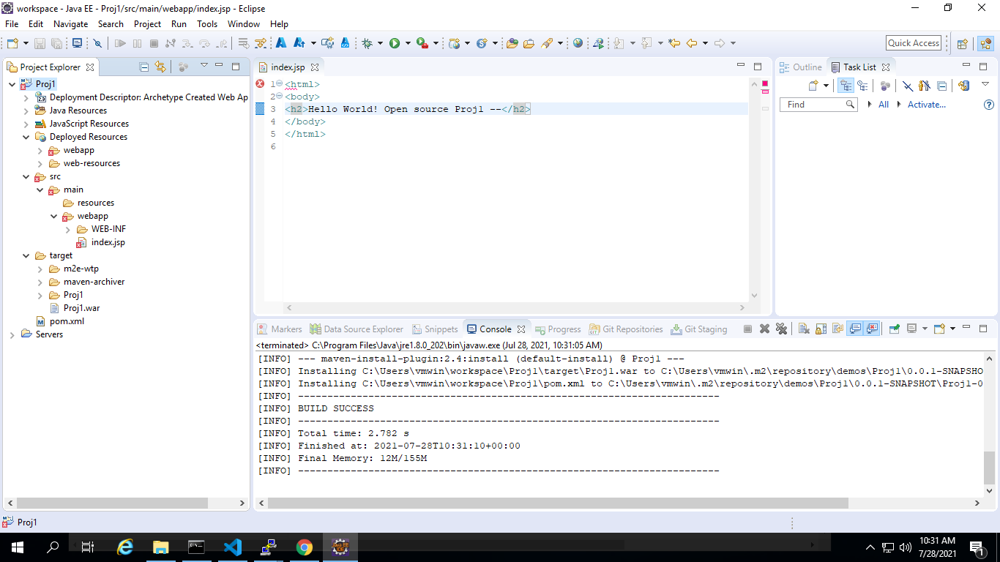 workspace - Java EE - Proj1/src/main/webapp/index.jsp - Eclipse
File Edit Navigate Search Project Run Tools Window Help
Quick Access
Project Explorer
Proj1
Deployment Descriptor: Archetype Created Web Ap
Java Resources
JavaScript Resources
Deployed Resources
webapp
web-resources
src
main
resources
webapp
WEB-INF
index.jsp
target
m2e-wtp
maven-archiver
Proj1
Proj1.war
pom.xml
Servers
index.jsp
1 <html>
2 <body>
3 <h2>Hello World! Open source Proj1 --</h2>
4 </body>
5 </html>
6
Outline Task List
Find All Activate...
Markers Data Source Explorer Snippets Console Progress Git Repositories Git Staging
<terminated> C:\Program Files\Java\jre1.8.0_202\bin\javaw.exe (Jul 28, 2021, 10:31:05 AM)
[INFO] --- maven-install-plugin:2.4:install (default-install) @ Proj1 ---
[INFO] Installing C:\Users\vmwin\workspace\Proj1\target\Proj1.war to C:\Users\vmwin\.m2\repository\demos\Proj1\0.0.1-SNAPSHO
[INFO] Installing C:\Users\vmwin\workspace\Proj1\pom.xml to C:\Users\vmwin\.m2\repository\demos\Proj1\0.0.1-SNAPSHOT\Proj1-0
[INFO] ------------------------------------------------------------------------
[INFO] BUILD SUCCESS
[INFO] ------------------------------------------------------------------------
[INFO] Total time: 2.782 s
[INFO] Finished at: 2021-07-28T10:31:10+00:00
[INFO] Final Memory: 12M/155M
[INFO] ------------------------------------------------------------------------
Proj1
10:31 AM
7/28/2021
1